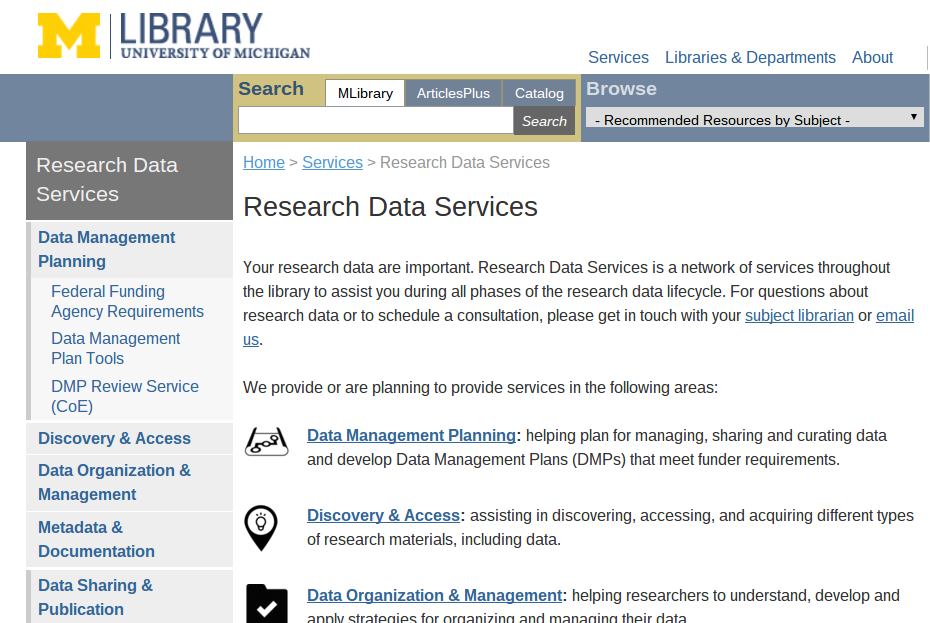 M LIBRARY
UNIVERSITY OF MICHIGAN
Services Libraries & Departments About
Search MLibrary ArticlesPlus Catalog
Search
Browse
- Recommended Resources by Subject -
Research Data
Services
Data Management
Planning
Federal Funding
Agency Requirements
Data Management
Plan Tools
DMP Review Service
(CoE)
Discovery & Access
Data Organization &
Management
Metadata &
Documentation
Data Sharing &
Publication
Home > Services > Research Data Services
Research Data Services
Your research data are important. Research Data Services is a network of services throughout
the library to assist you during all phases of the research data lifecycle. For questions about
research data or to schedule a consultation, please get in touch with your subject librarian or email
us.
We provide or are planning to provide services in the following areas:
Data Management Planning: helping plan for managing, sharing and curating data
and develop Data Management Plans (DMPs) that meet funder requirements.
Discovery & Access: assisting in discovering, accessing, and acquiring different types
of research materials, including data.
Data Organization & Management: helping researchers to understand, develop and
apply strategies for organizing and managing their data.